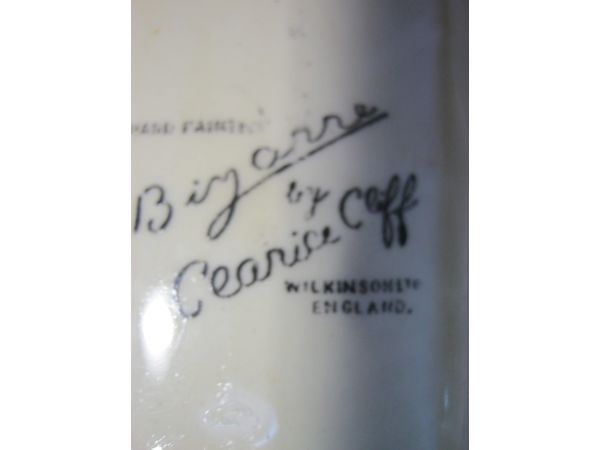 HAND PAINTED
Bizarre
by
Clarice Cliff
WILKINSON LTD
ENGLAND.